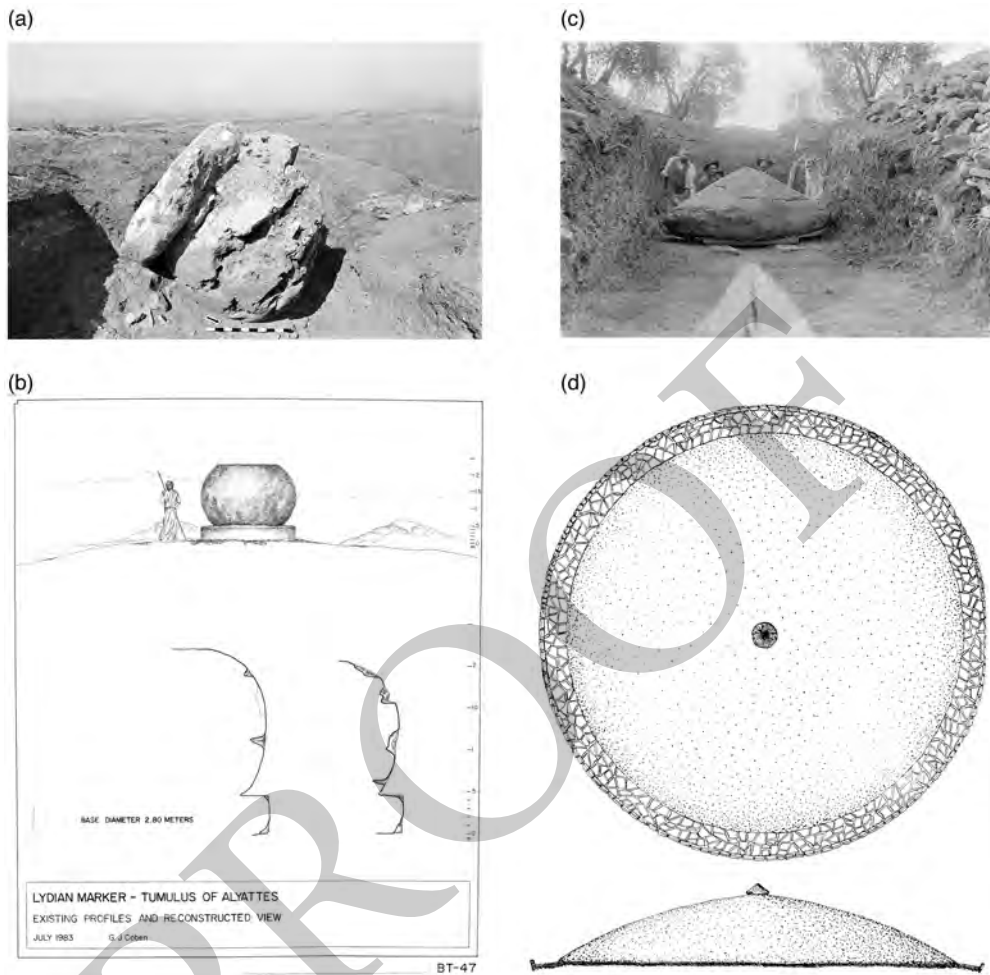 (a)
(c)
(b)
(d)
BASE DIAMETER 2.80 METERS
LYDIAN MARKER - TUMULUS OF ALYATTES
EXISTING PROFILES AND RECONSTRUCTED VIEW
JULY 1983 G J Coben
BT-47
PROOF